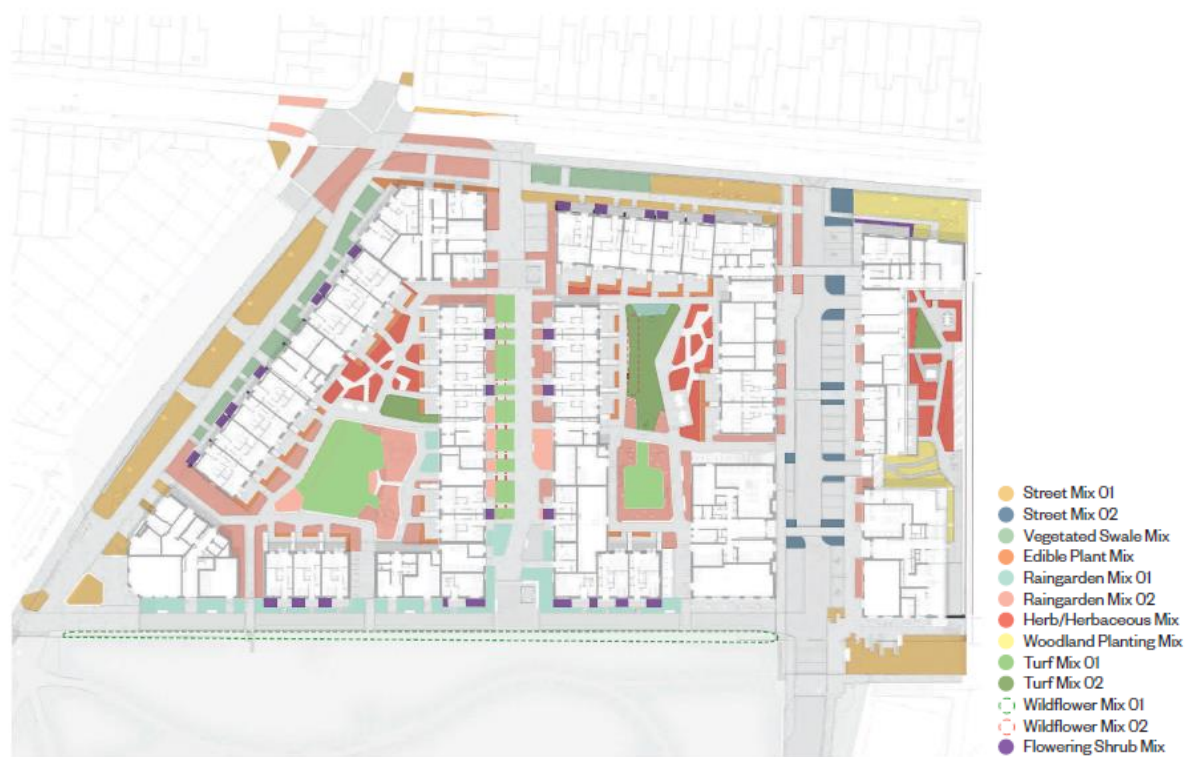 Street Mix 01
Street Mix 02
Vegetated Swale Mix
Edible Plant Mix
Raingarden Mix 01
Raingarden Mix 02
Herb/Herbaceous Mix
Woodland Planting Mix
Turf Mix 01
Turf Mix 02
Wildflower Mix 01
Wildflower Mix 02
Flowering Shrub Mix